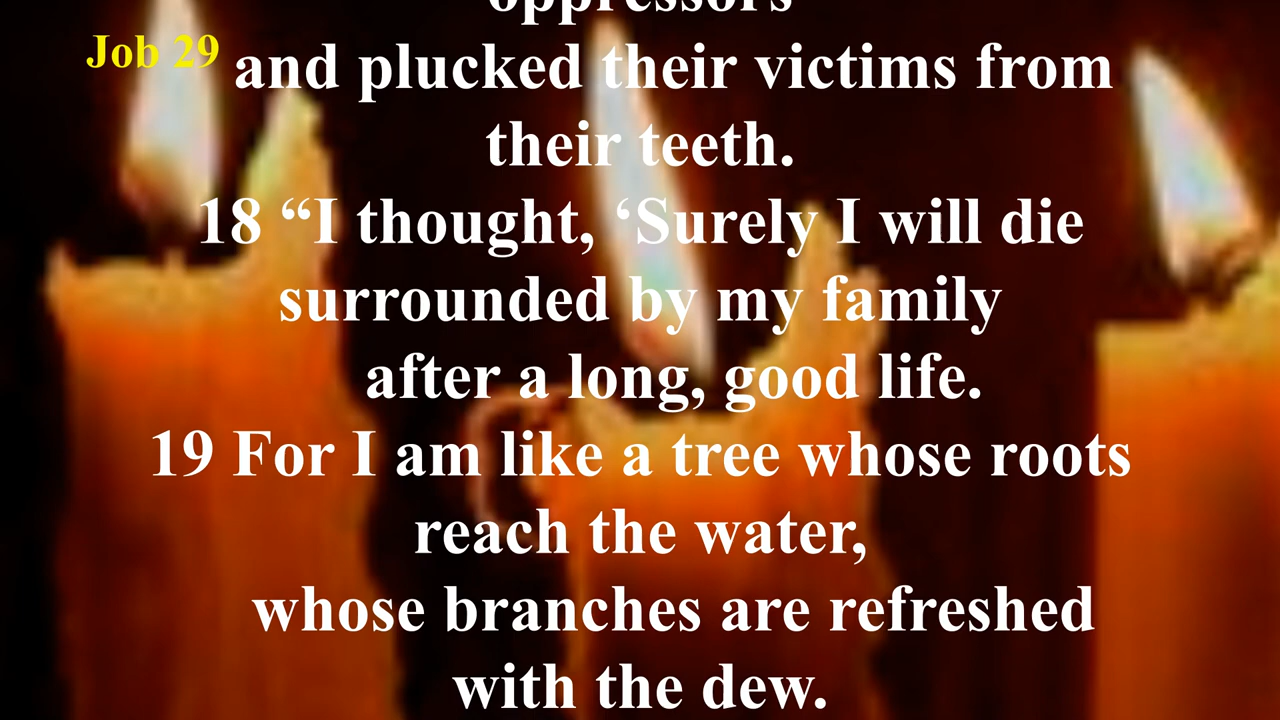 oppressors
Job 29
and plucked their victims from
their teeth.
18 “I thought, ‘Surely I will die
surrounded by my family
after a long, good life.
19 For I am like a tree whose roots
reach the water,
whose branches are refreshed
with the dew.